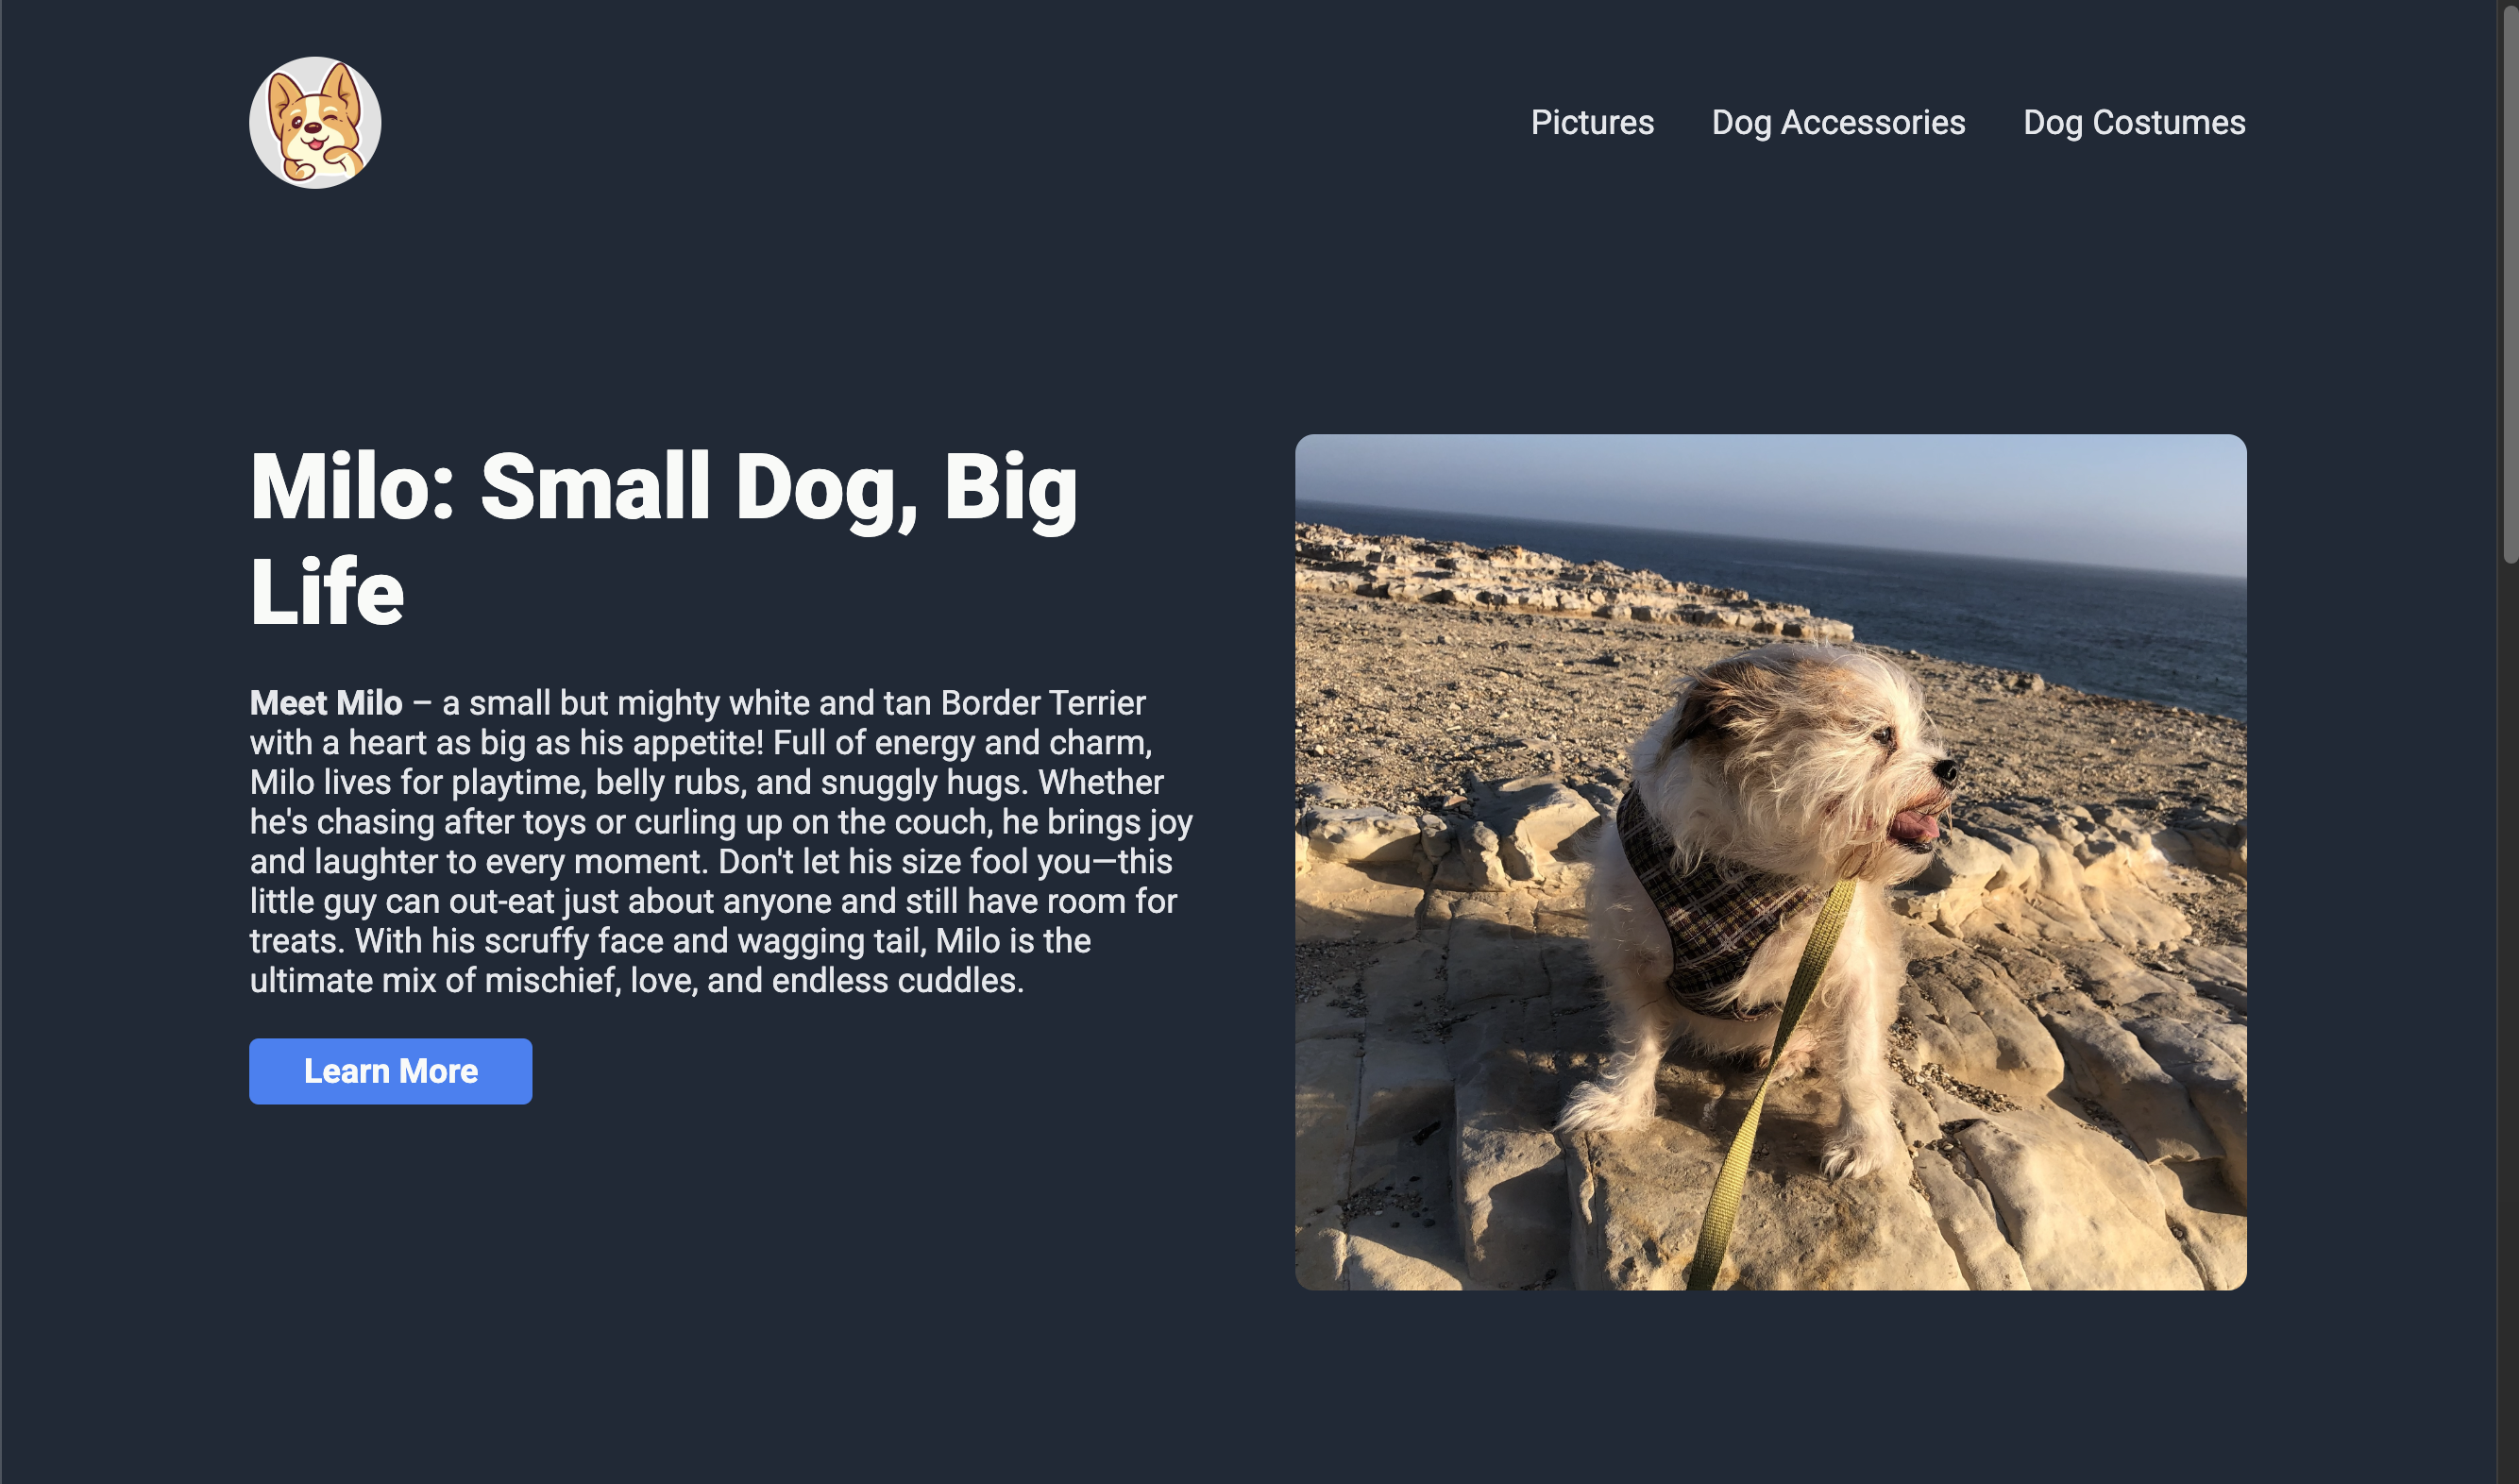 Pictures Dog Accessories Dog Costumes
Milo: Small Dog, Big
Life
Meet Milo – a small but mighty white and tan Border Terrier
with a heart as big as his appetite! Full of energy and charm,
Milo lives for playtime, belly rubs, and snuggly hugs. Whether
he's chasing after toys or curling up on the couch, he brings joy
and laughter to every moment. Don't let his size fool you—this
little guy can out-eat just about anyone and still have room for
treats. With his scruffy face and wagging tail, Milo is the
ultimate mix of mischief, love, and endless cuddles.
Learn More